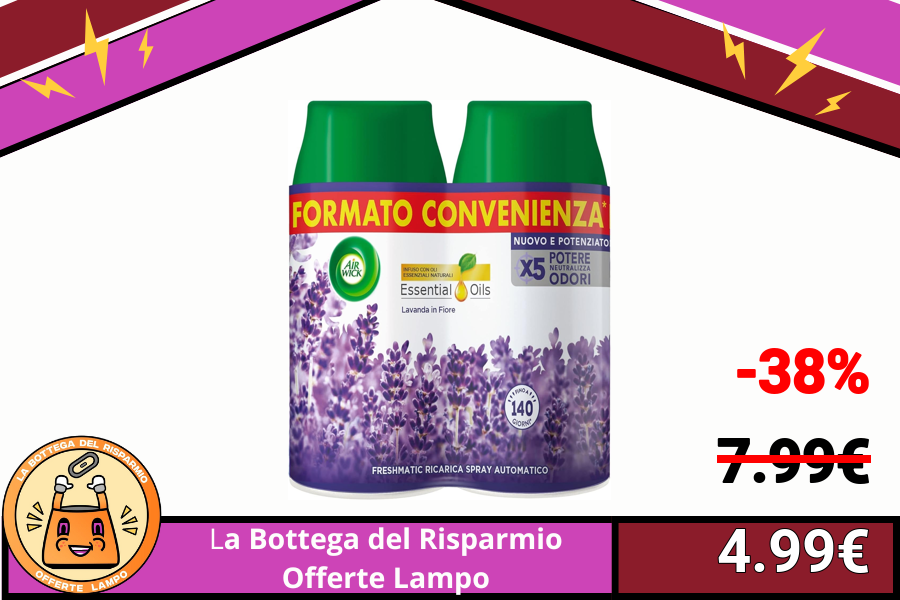 FORMATO CONVENIENZA*
NUOVO E POTENZIATO
AIR
WICK
INFUSO CON OLI
ESSENZIALI NATURALI
Essential Oils
Lavanda in Fiore
X5 POTERE
NEUTRALIZZA
ODORI
FINO A
140
GIORNI
FRESHMATIC RICARICA SPRAY AUTOMATICO
-38%
7.99€
4.99€
LA BOTTEGA DEL RISPARMIO
OFFERTE LAMPO
La Bottega del Risparmio
Offerte Lampo